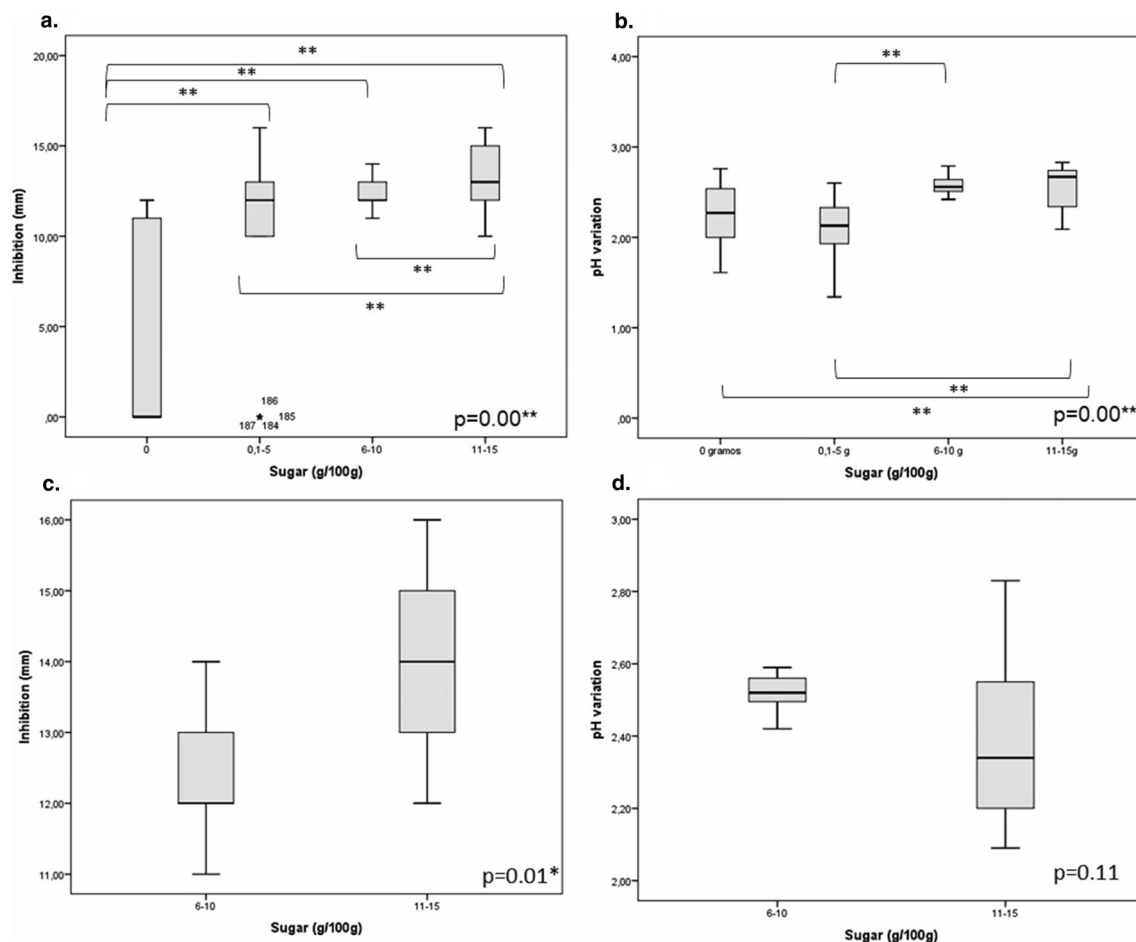 a.
20,00
15,00
10,00
5,00
,00
Inhibition (mm)
**
**
**
**
**
186
185
187 184
p=0.00**
0
0,1-5
6-10
11-15
Sugar (g/100g)
b.
4,00
3,00
2,00
1,00
,00
pH variation
**
**
**
p=0.00**
0 gramos
0,1-5 g
6-10 g
11-15g
Sugar (g/100g)
c.
16,00
15,00
14,00
13,00
12,00
11,00
Inhibition (mm)
p=0.01*
6-10
11-15
Sugar (g/100g)
d.
3,00
2,80
2,60
2,40
2,20
2,00
pH variation
p=0.11
6-10
11-15
Sugar (g/100g)